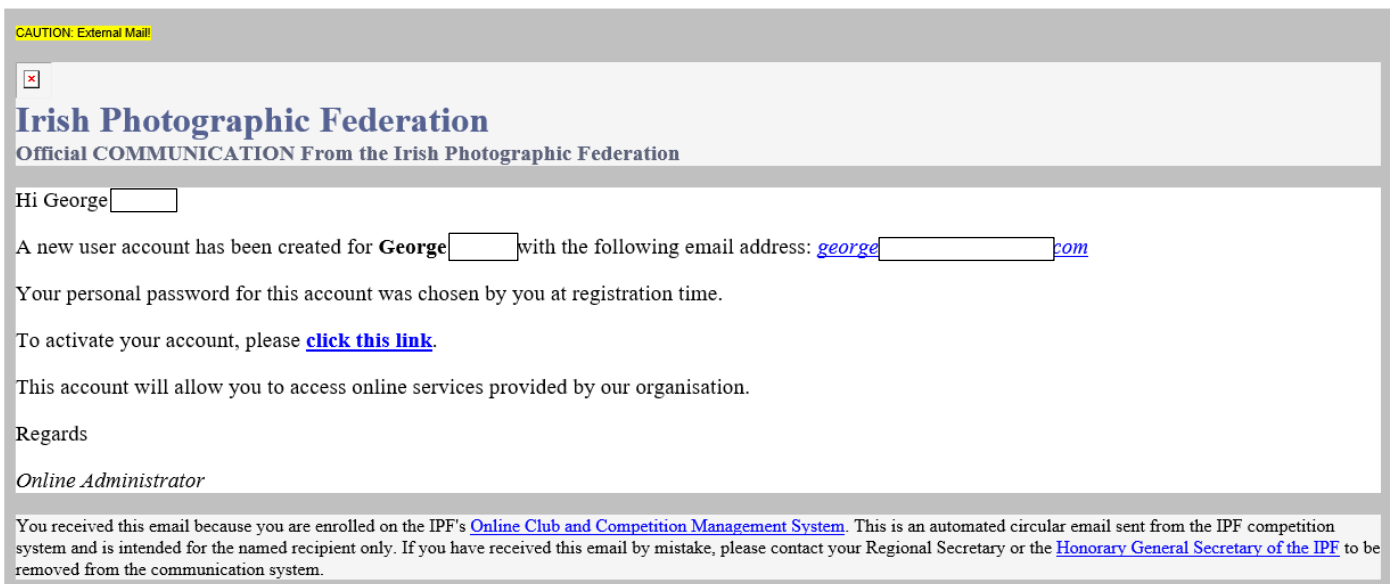 CAUTION: External Mail!
Irish Photographic Federation
Official COMMUNICATION From the Irish Photographic Federation
Hi George
A new user account has been created for George with the following email address: george com
Your personal password for this account was chosen by you at registration time.
To activate your account, please click this link.
This account will allow you to access online services provided by our organisation.
Regards
Online Administrator
You received this email because you are enrolled on the IPF's Online Club and Competition Management System. This is an automated circular email sent from the IPF competition
system and is intended for the named recipient only. If you have received this email by mistake, please contact your Regional Secretary or the Honorary General Secretary of the IPF to be
removed from the communication system.